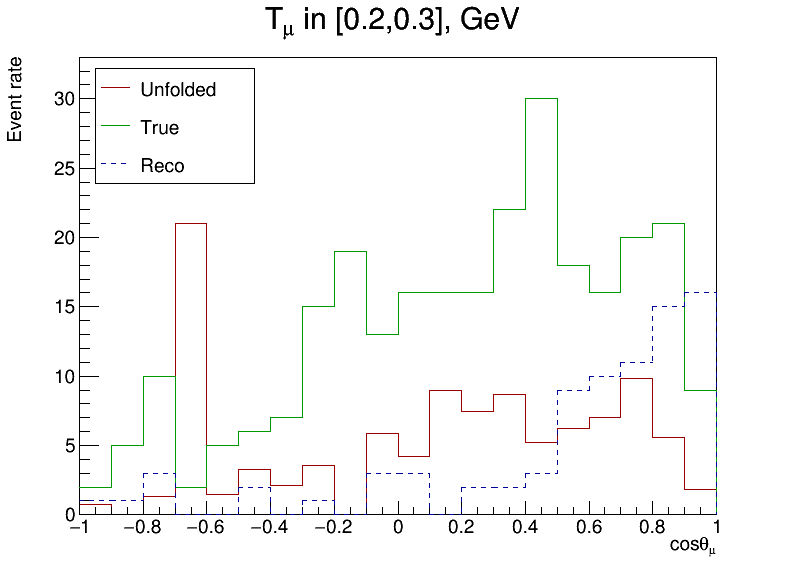 T_μ in [0.2,0.3], GeV
Event rate
Unfolded
True
Reco
30
25
20
15
10
5
0
−1 −0.8 −0.6 −0.4 −0.2 0 0.2 0.4 0.6 0.8 1
cosθ_μ